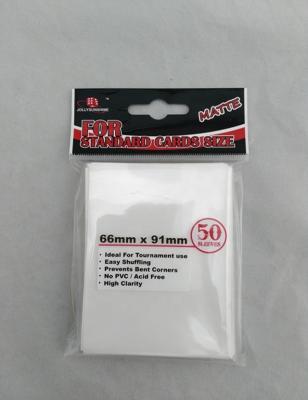 JOLLYSUNSHINE
MATTE
FOR
STANDARD CARDS SIZE
66mm x 91mm
50
SLEEVES
• Ideal For Tournament use
• Easy Shuffling
• Prevents Bent Corners
• No PVC / Acid Free
• High Clarity